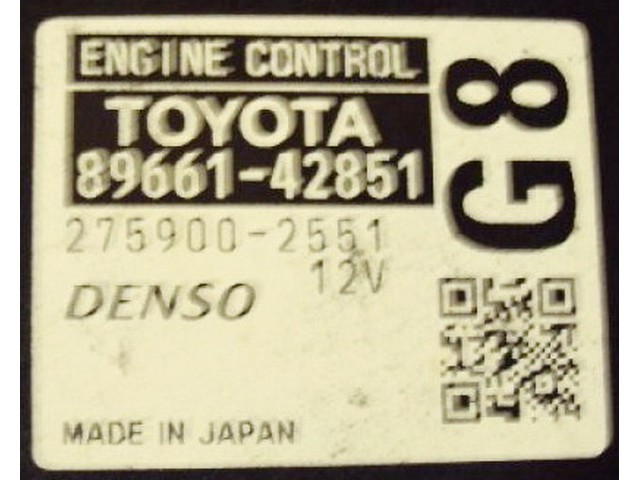 ENGINE CONTROL
TOYOTA
89661-42851
G8
275900-2551
12V
DENSO
MADE IN JAPAN